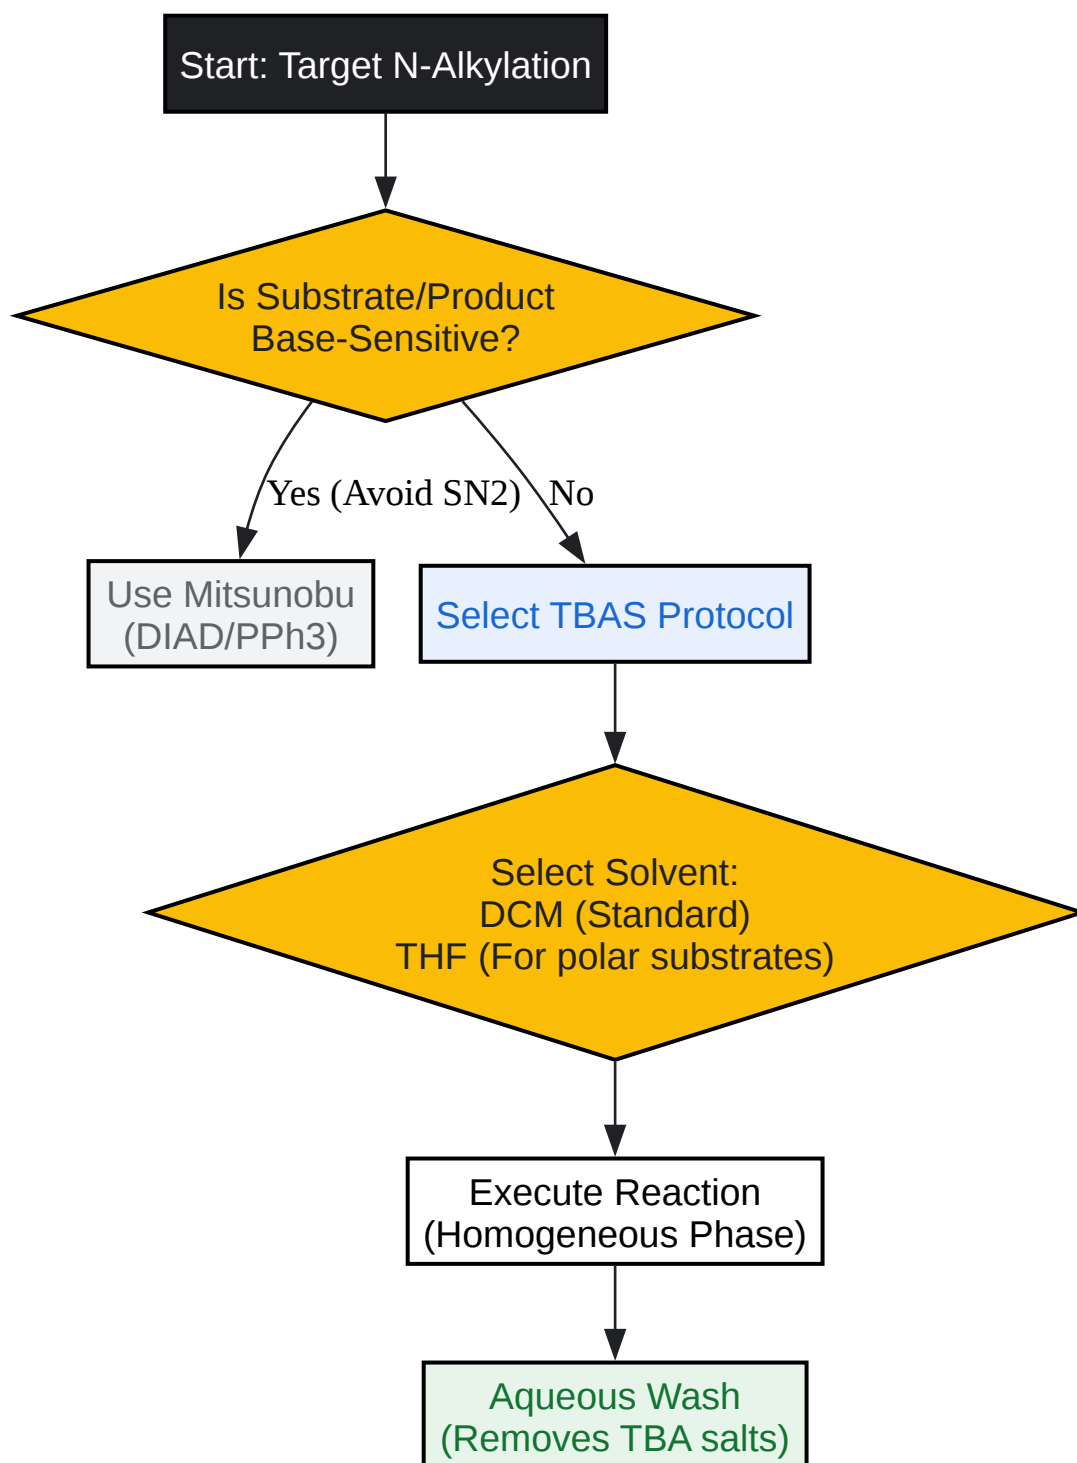 Start: Target N-Alkylation
Is Substrate/Product
Base-Sensitive?
Yes (Avoid SN2)
No
Use Mitsunobu
(DIAD/PPh3)
Select TBAS Protocol
Select Solvent:
DCM (Standard)
THF (For polar substrates)
Execute Reaction
(Homogeneous Phase)
Aqueous Wash
(Removes TBA salts)